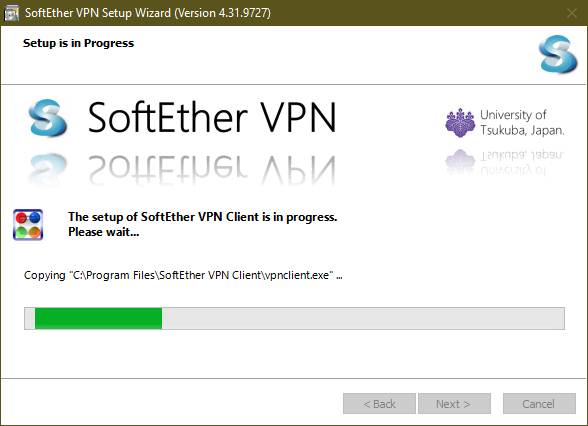 SoftEther VPN Setup Wizard (Version 4.31.9727)
Setup is in Progress
SoftEther VPN
University of
Tsukuba, Japan.
The setup of SoftEther VPN Client is in progress.
Please wait...
Copying "C:\Program Files\SoftEther VPN Client\vpnclient.exe" ...
< Back
Next >
Cancel